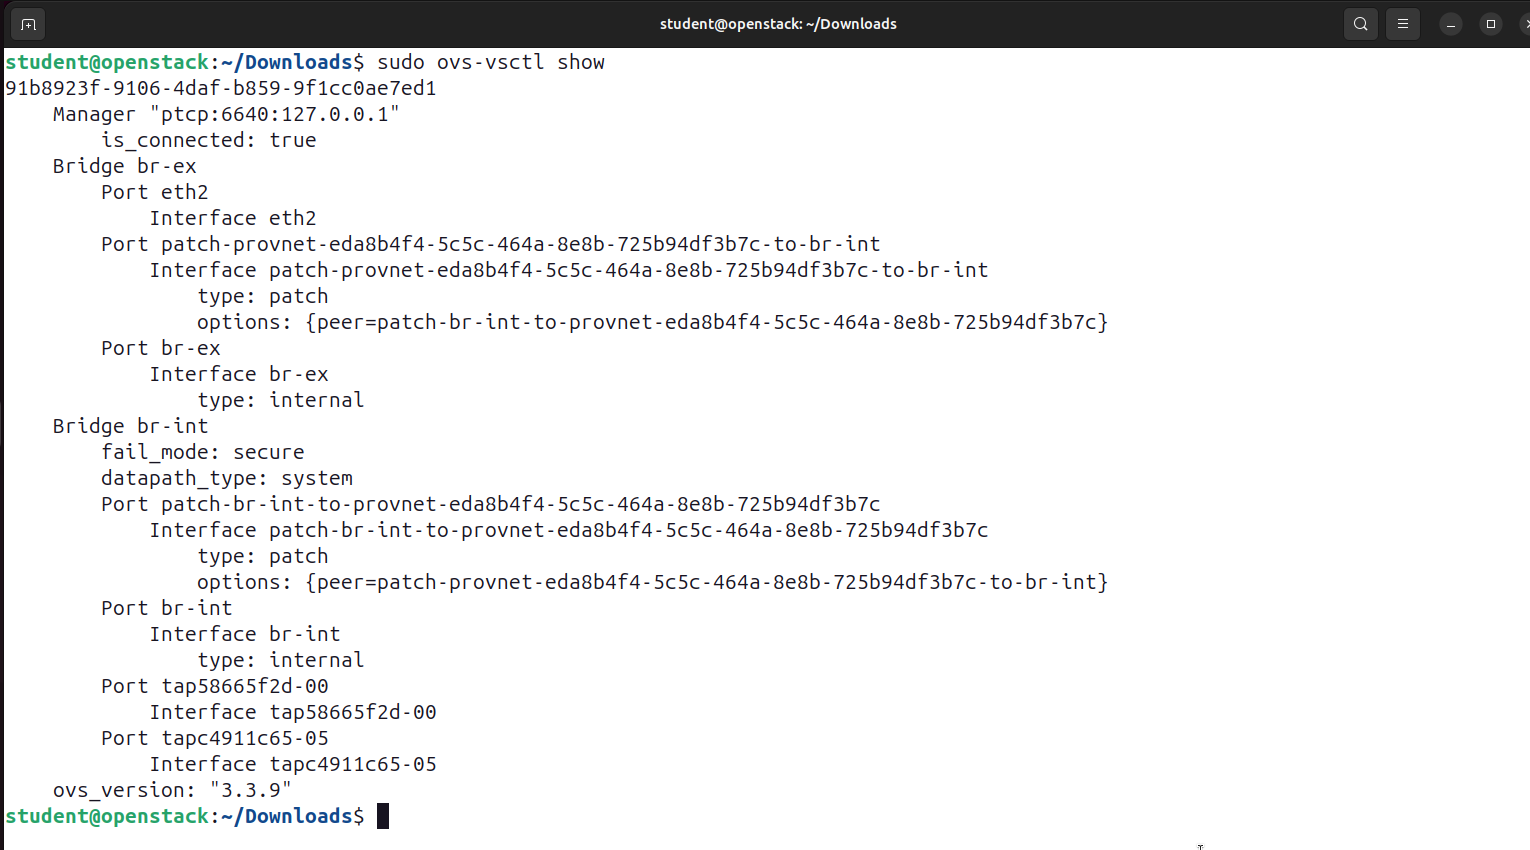 student@openstack: ~/Downloads
student@openstack:~/Downloads$ sudo ovs-vsctl show
91b8923f-9106-4daf-b859-9f1cc0ae7ed1
    Manager "ptcp:6640:127.0.0.1"
        is_connected: true
    Bridge br-ex
        Port eth2
            Interface eth2
        Port patch-provnet-eda8b4f4-5c5c-464a-8e8b-725b94df3b7c-to-br-int
            Interface patch-provnet-eda8b4f4-5c5c-464a-8e8b-725b94df3b7c-to-br-int
                type: patch
                options: {peer=patch-br-int-to-provnet-eda8b4f4-5c5c-464a-8e8b-725b94df3b7c}
        Port br-ex
            Interface br-ex
                type: internal
    Bridge br-int
        fail_mode: secure
        datapath_type: system
        Port patch-br-int-to-provnet-eda8b4f4-5c5c-464a-8e8b-725b94df3b7c
            Interface patch-br-int-to-provnet-eda8b4f4-5c5c-464a-8e8b-725b94df3b7c
                type: patch
                options: {peer=patch-provnet-eda8b4f4-5c5c-464a-8e8b-725b94df3b7c-to-br-int}
        Port br-int
            Interface br-int
                type: internal
        Port tap58665f2d-00
            Interface tap58665f2d-00
        Port tapc4911c65-05
            Interface tapc4911c65-05
    ovs_version: "3.3.9"
student@openstack:~/Downloads$